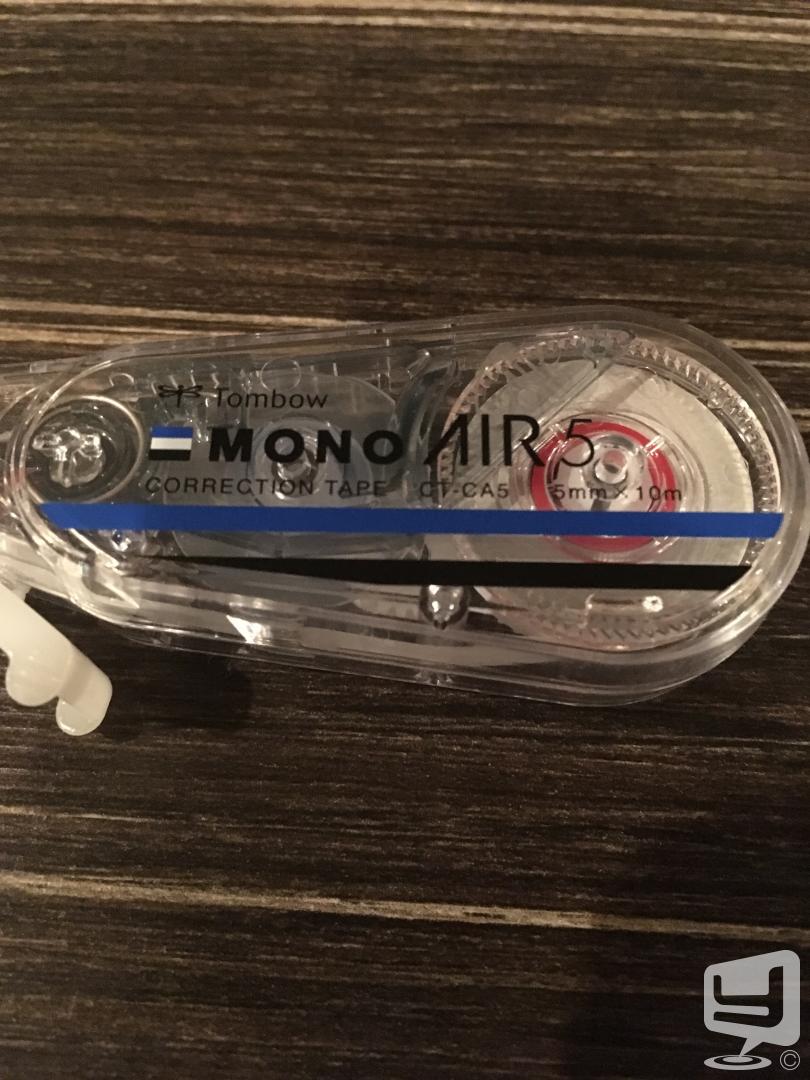 Tombow
MONO AIR 5
CORRECTION TAPE CT-CA5 5mm×10m
©